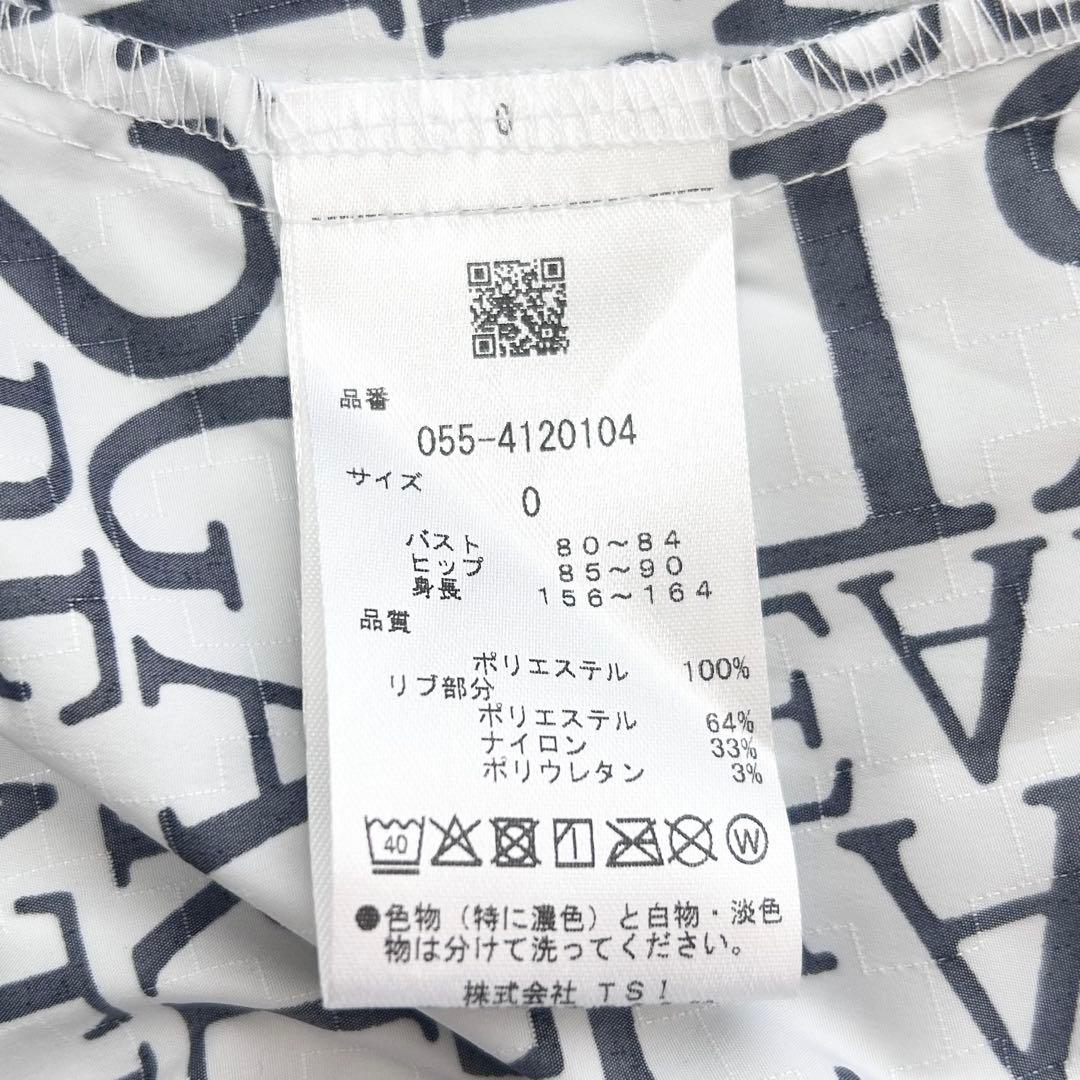 0
品番
055-4120104
サイズ
0
バスト 80～84
ヒップ 85～90
身長 156～164
品質
ポリエステル 100%
リブ部分
ポリエステル 64%
ナイロン 33%
ポリウレタン 3%
40 W
●色物(特に濃色)と白物・淡色
物は分けて洗ってください。
株式会社 TSI